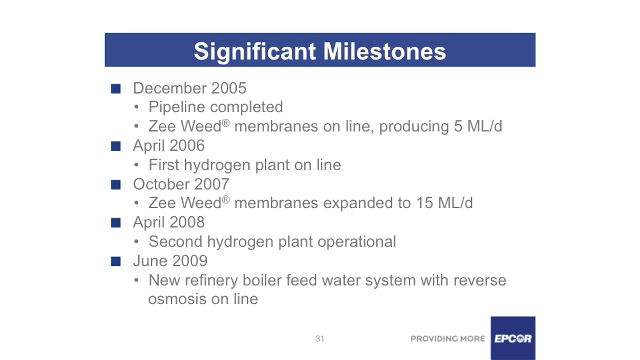 Significant Milestones
■ December 2005
• Pipeline completed
• Zee Weed® membranes on line, producing 5 ML/d
■ April 2006
• First hydrogen plant on line
■ October 2007
• Zee Weed® membranes expanded to 15 ML/d
■ April 2008
• Second hydrogen plant operational
■ June 2009
• New refinery boiler feed water system with reverse
osmosis on line
31
PROVIDING MORE
EPCOR